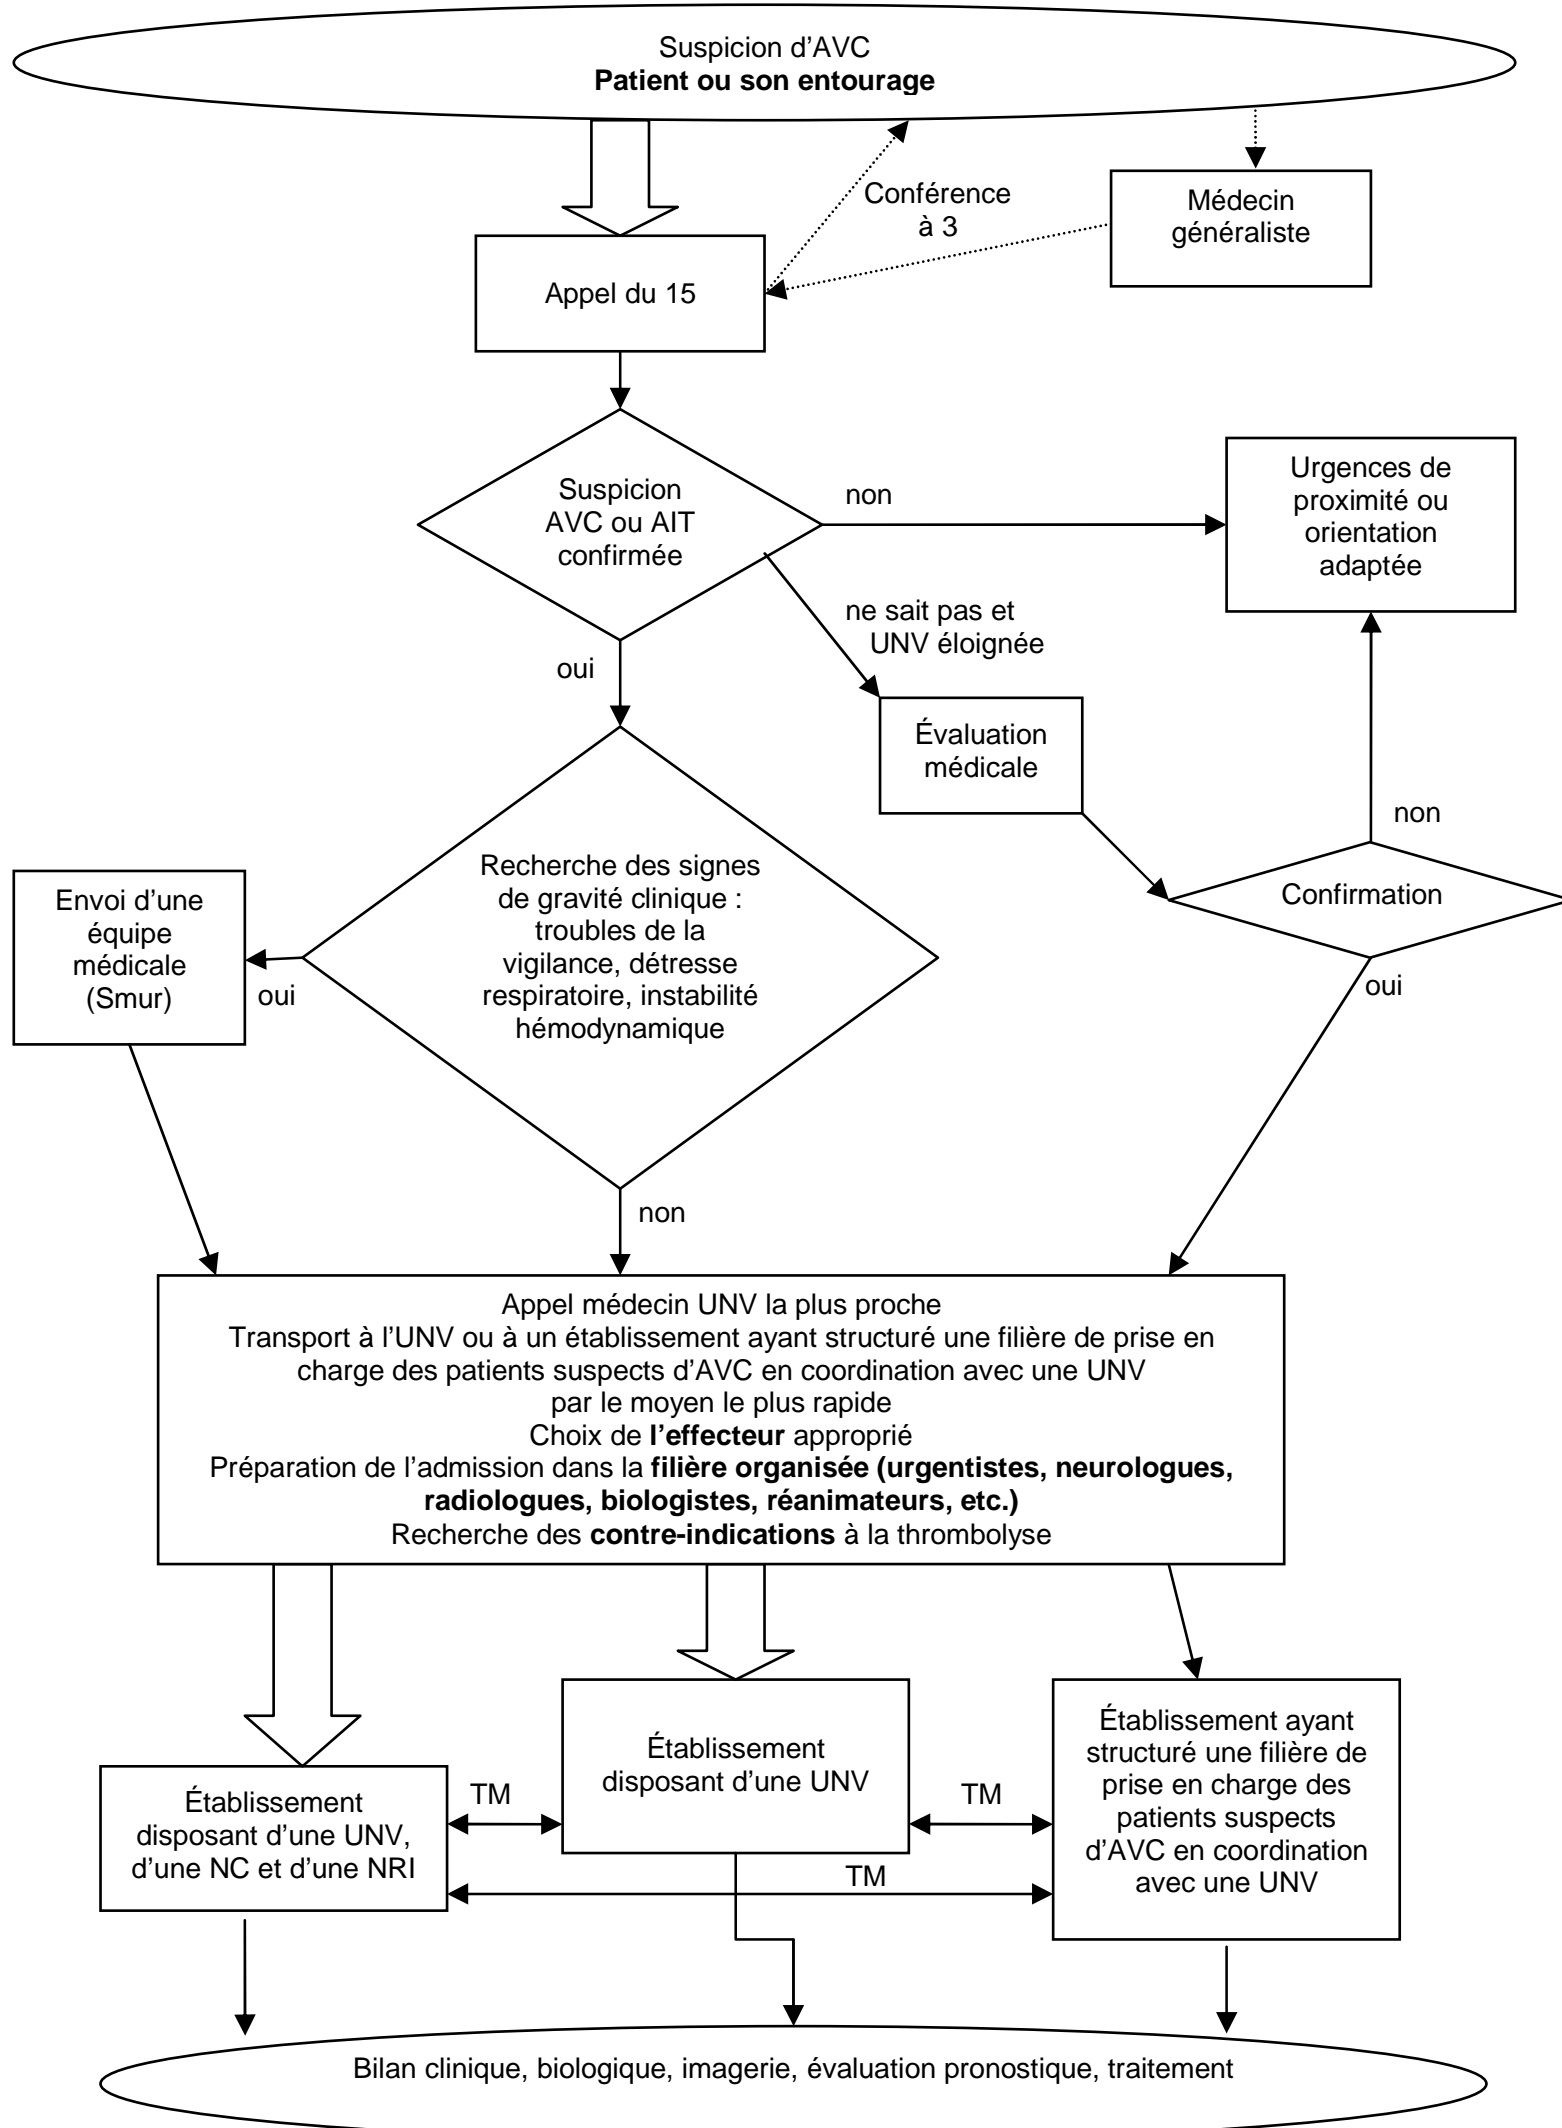 Suspicion d'AVC
Patient ou son entourage
Conférence
à 3
Médecin
généraliste
Appel du 15
Suspicion
AVC ou AIT
confirmée
non
Urgences de
proximité ou
orientation
adaptée
ne sait pas et
UNV éloignée
oui
Évaluation
médicale
non
Confirmation
oui
Recherche des signes
de gravité clinique :
troubles de la
vigilance, détresse
respiratoire, instabilité
hémodynamique
Envoi d'une
équipe
médicale
(Smur)
oui
non
Appel médecin UNV la plus proche
Transport à l'UNV ou à un établissement ayant structuré une filière de prise en
charge des patients suspects d'AVC en coordination avec une UNV
par le moyen le plus rapide
Choix de l'effecteur approprié
Préparation de l'admission dans la filière organisée (urgentistes, neurologues,
radiologues, biologistes, réanimateurs, etc.)
Recherche des contre-indications à la thrombolyse
Établissement
disposant d'une UNV,
d'une NC et d'une NRI
TM
Établissement
disposant d'une UNV
TM
TM
Établissement ayant
structuré une filière de
prise en charge des
patients suspects
d'AVC en coordination
avec une UNV
Bilan clinique, biologique, imagerie, évaluation pronostique, traitement